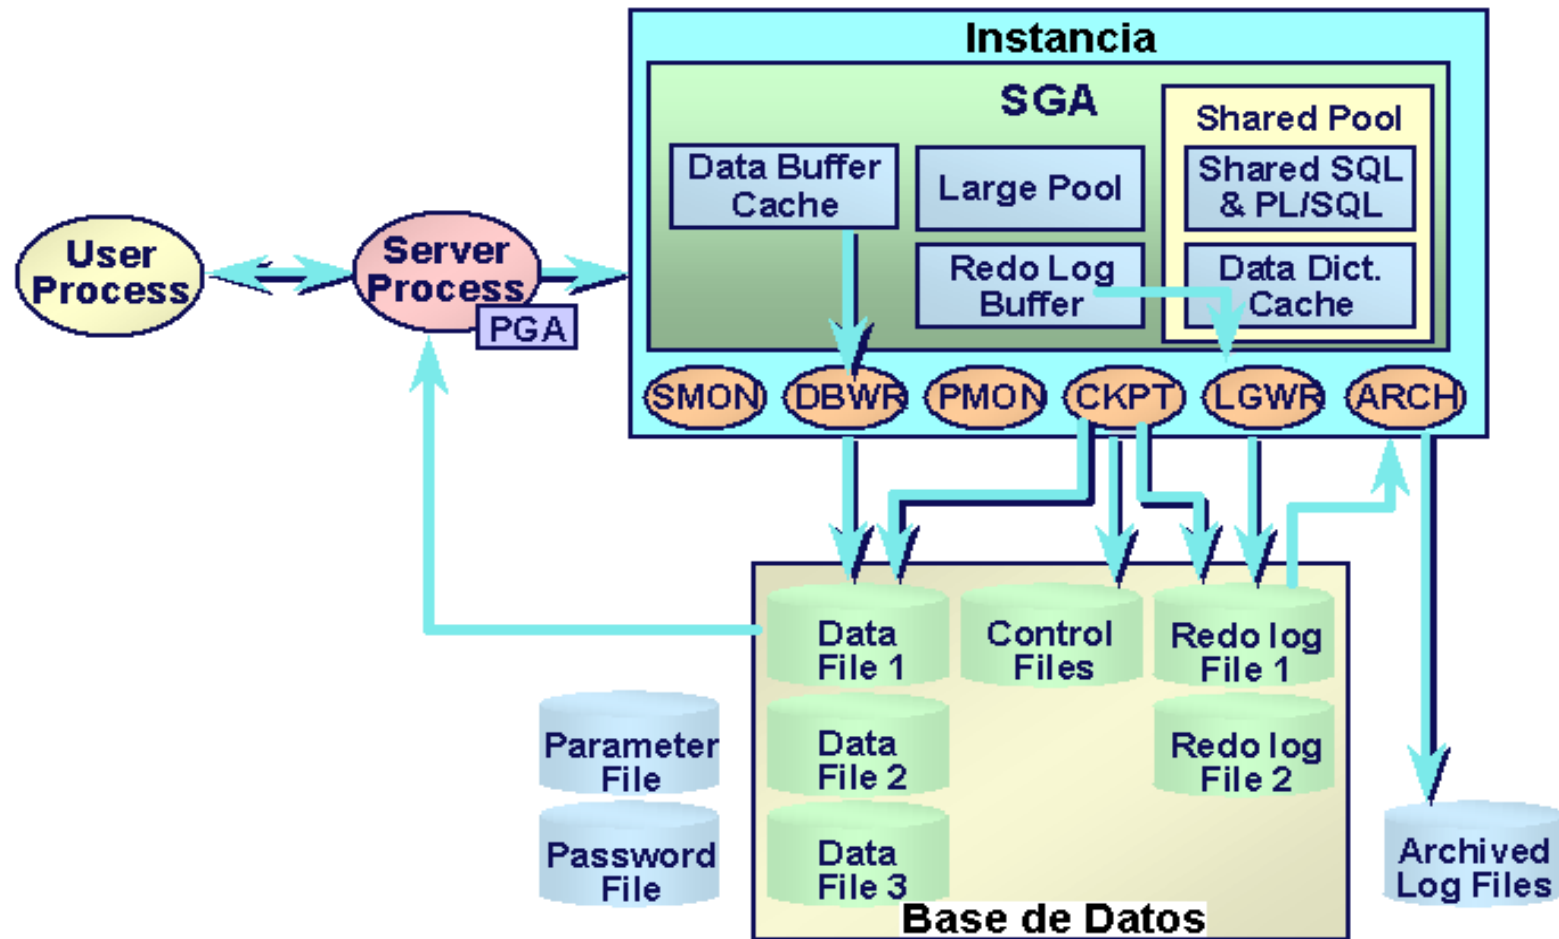 Instancia
SGA
Shared Pool
Data Buffer
Cache
Large Pool
Shared SQL
& PL/SQL
User
Process
Server
Process
PGA
Redo Log
Buffer
Data Dict.
Cache
SMON
DBWR
PMON
CKPT
LGWR
ARCH
Data
File 1
Control
Files
Redo log
File 1
Parameter
File
Data
File 2
Redo log
File 2
Password
File
Data
File 3
Archived
Log Files
Base de Datos